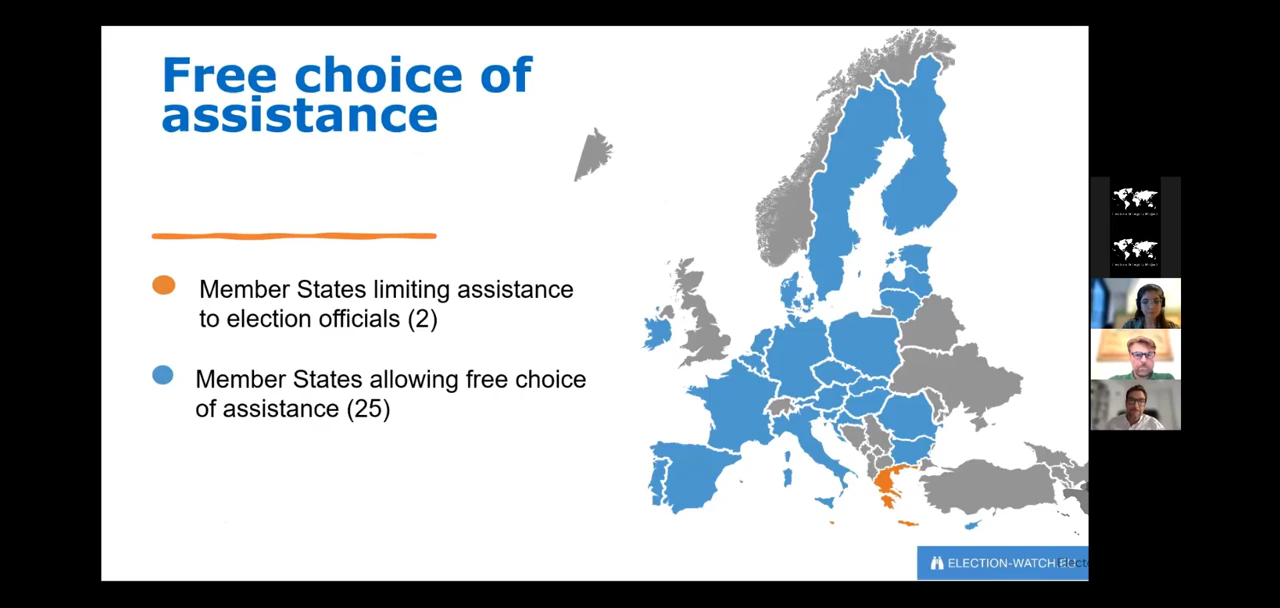 Free choice of
assistance
Member States limiting assistance
to election officials (2)
Member States allowing free choice
of assistance (25)
ELECTION-WATCH.